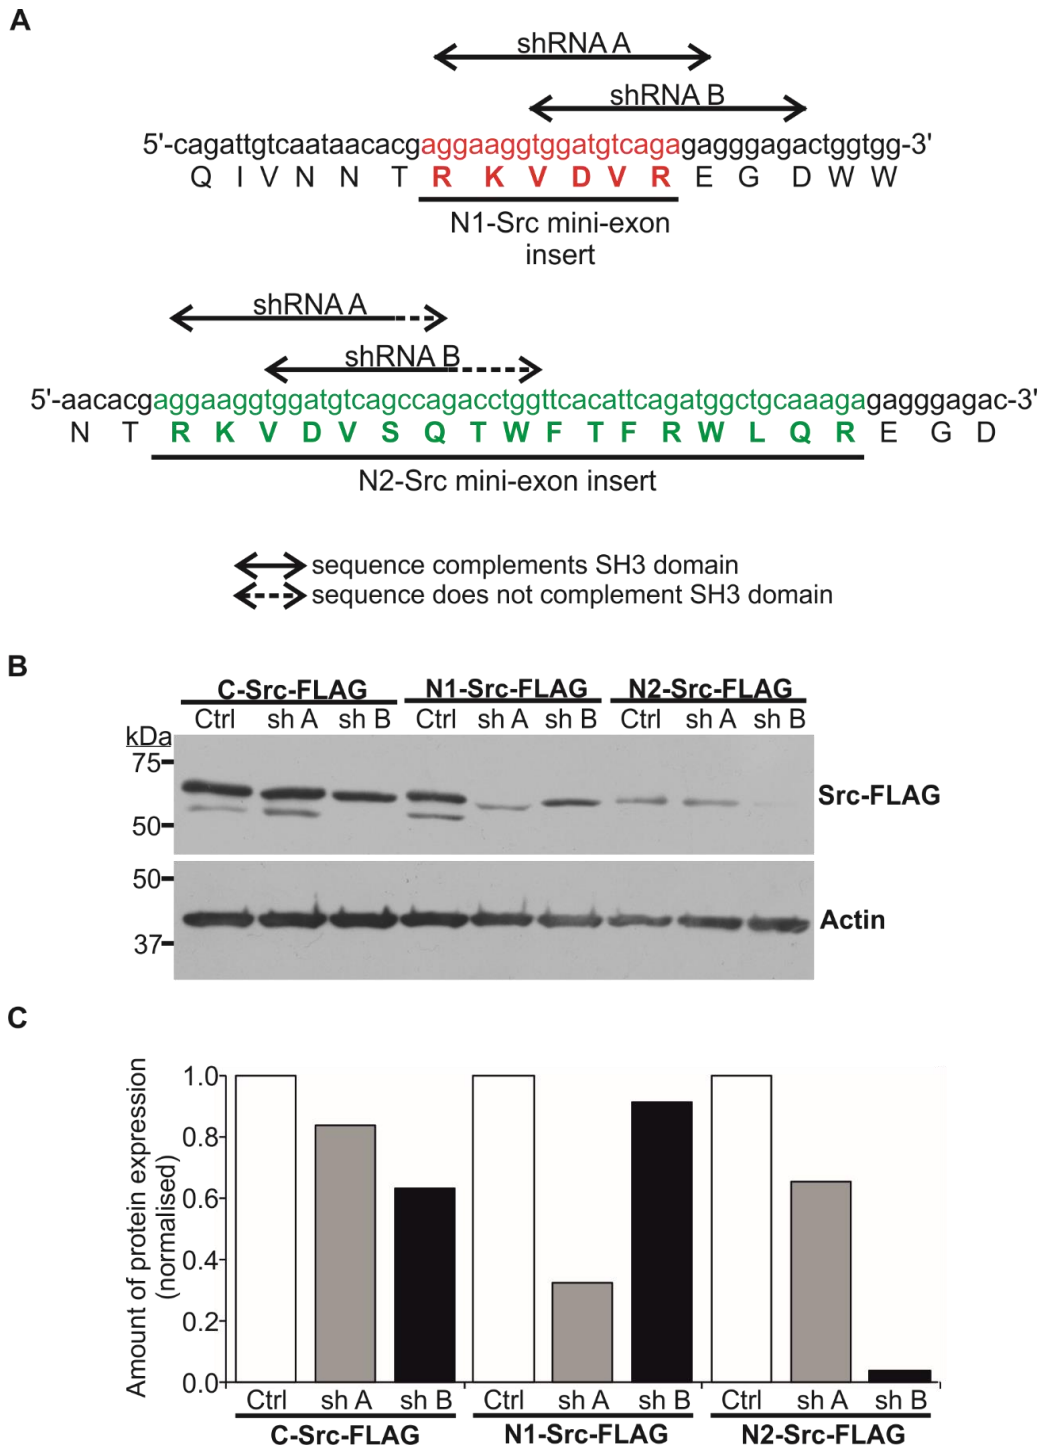 A
shRNA A
shRNA B
5'-cagattgtcaataacacgaggaaggtggatgtcagagagggagactggtgg-3'
Q I V N N T R K V D V R E G D W W
N1-Src mini-exon
insert
shRNA A
shRNA B
5'-aacacgaggaaggtggatgtcagccagacctggttcacattcagatggctgcaaagagagggagac-3'
N T R K V D V S Q T W F T F R W L Q R E G D
N2-Src mini-exon insert
sequence complements SH3 domain
sequence does not complement SH3 domain
B
C-Src-FLAG N1-Src-FLAG N2-Src-FLAG
Ctrl sh A sh B Ctrl sh A sh B Ctrl sh A sh B
kDa
75
Src-FLAG
50
50
Actin
37
C
Amount of protein expression
(normalised)
1.0
0.8
0.6
0.4
0.2
0.0
Ctrl sh A sh B Ctrl sh A sh B Ctrl sh A sh B
C-Src-FLAG N1-Src-FLAG N2-Src-FLAG